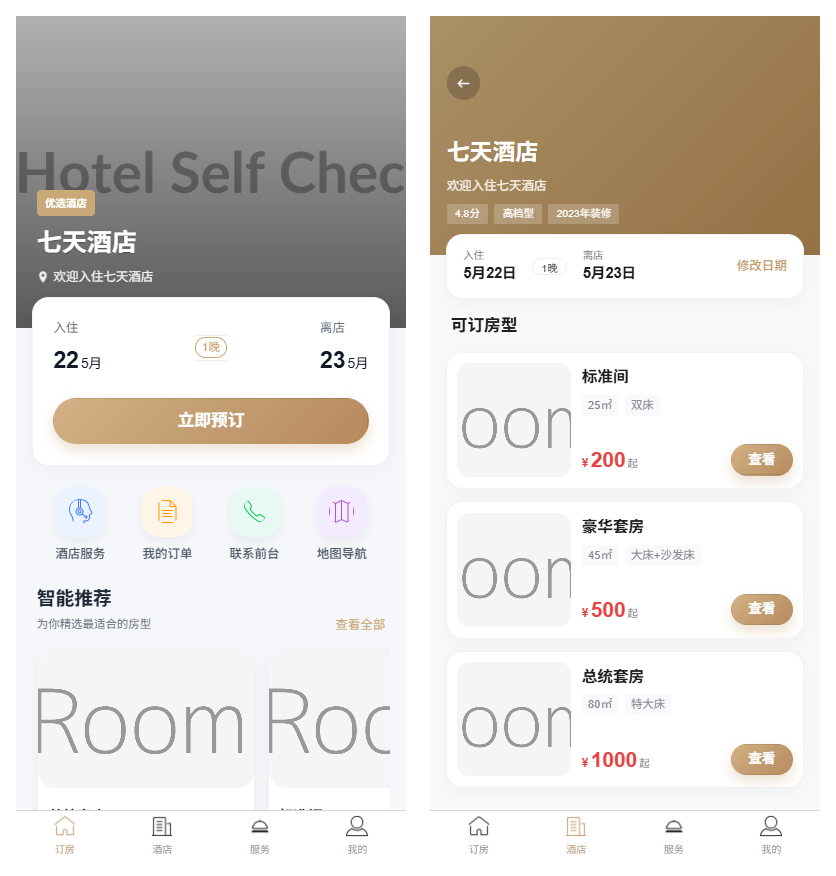 Hotel Self Chec
优选酒店
七天酒店
欢迎入住七天酒店
入住
离店
22 5月
1晚
23 5月
立即预订
酒店服务
我的订单
联系前台
地图导航
智能推荐
为你精选最适合的房型
查看全部
Room
Roo
订房
酒店
服务
我的
七天酒店
欢迎入住七天酒店
4.8分
高档型
2023年装修
入住
离店
5月22日
1晚
5月23日
修改日期
可订房型
oon
标准间
25㎡
双床
¥200起
查看
oon
豪华套房
45㎡
大床+沙发床
¥500起
查看
oon
总统套房
80㎡
特大床
¥1000起
查看
订房
酒店
服务
我的